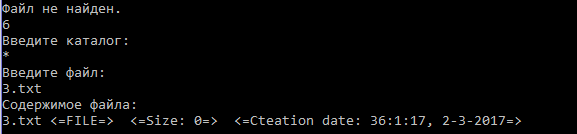 Файл не найден.
6
Введите каталог:
*
Введите файл:
3.txt
Содержимое файла:
3.txt <=FILE=>  <=Size: 0=>  <=Cteation date: 36:1:17, 2-3-2017=>